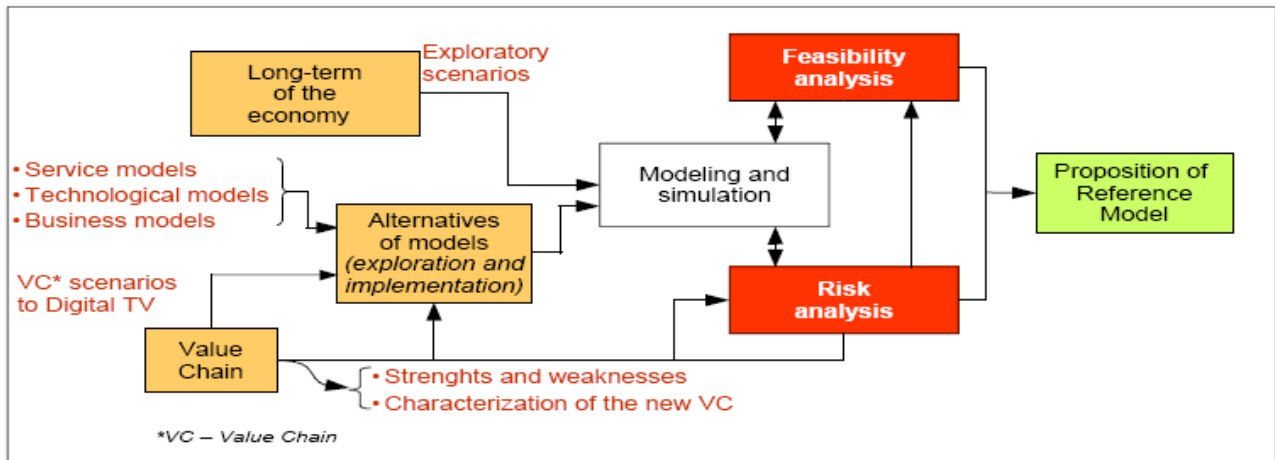 Long-term
of the
economy
Exploratory
scenarios
Feasibility
analysis
• Service models
• Technological models
• Business models
Modeling and
simulation
Proposition of
Reference
Model
Alternatives
of models
(exploration and
implementation)
VC* scenarios
to Digital TV
Risk
analysis
Value
Chain
• Strenghts and weaknesses
• Characterization of the new VC
*VC – Value Chain